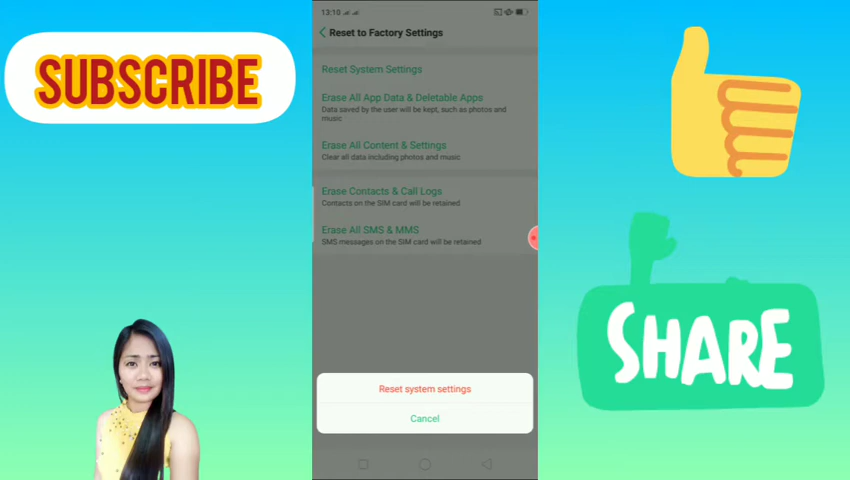 SUBSCRIBE
13:10
Reset to Factory Settings
Reset System Settings
Erase All App Data & Deletable Apps
Data saved by the user will be kept, such as photos and
music
Erase All Content & Settings
Clear all data including photos and music
Erase Contacts & Call Logs
Contacts on the SIM card will be retained
Erase All SMS & MMS
SMS messages on the SIM card will be retained
Reset system settings
Cancel
SHARE